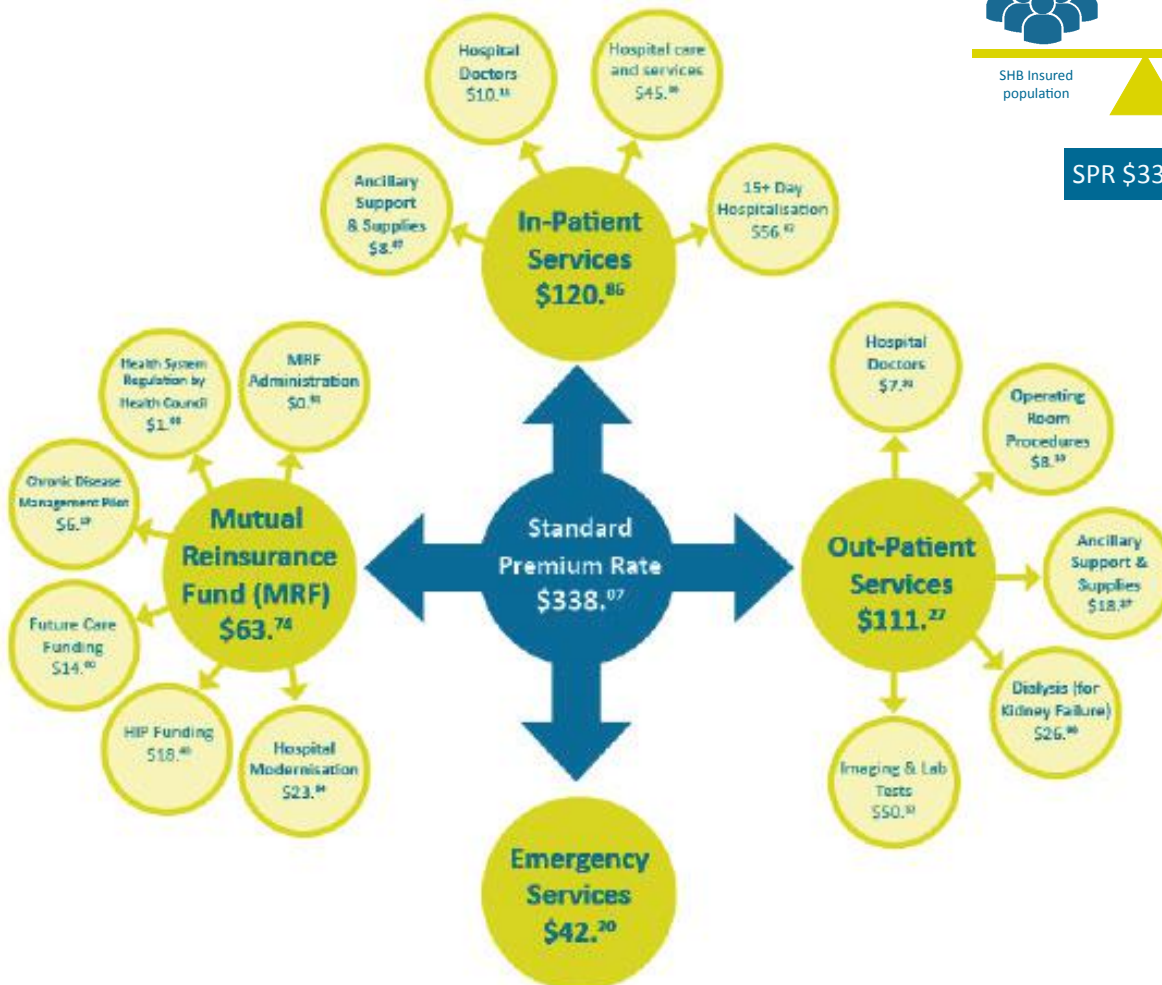 SHB Insured
population
SPR $33
Hospital
Doctors
Hospital care
and services
Ancillary
Support
& Supplies
15+ Day
Hospitalisation
In-Patient
Services
$120.86
Health System
Regulation by
Health Council
MRF
Administration
Chronic Disease
Management Pilot
Future Care
Funding
HIP Funding
Hospital
Modernisation
Mutual
Reinsurance
Fund (MRF)
$63.74
Standard
Premium Rate
$338.07
Hospital
Doctors
Operating
Room
Procedures
Ancillary
Support &
Supplies
Dialysis (for
Kidney Failure)
Imaging & Lab
Tests
Out-Patient
Services
$111.27
Emergency
Services
$42.20